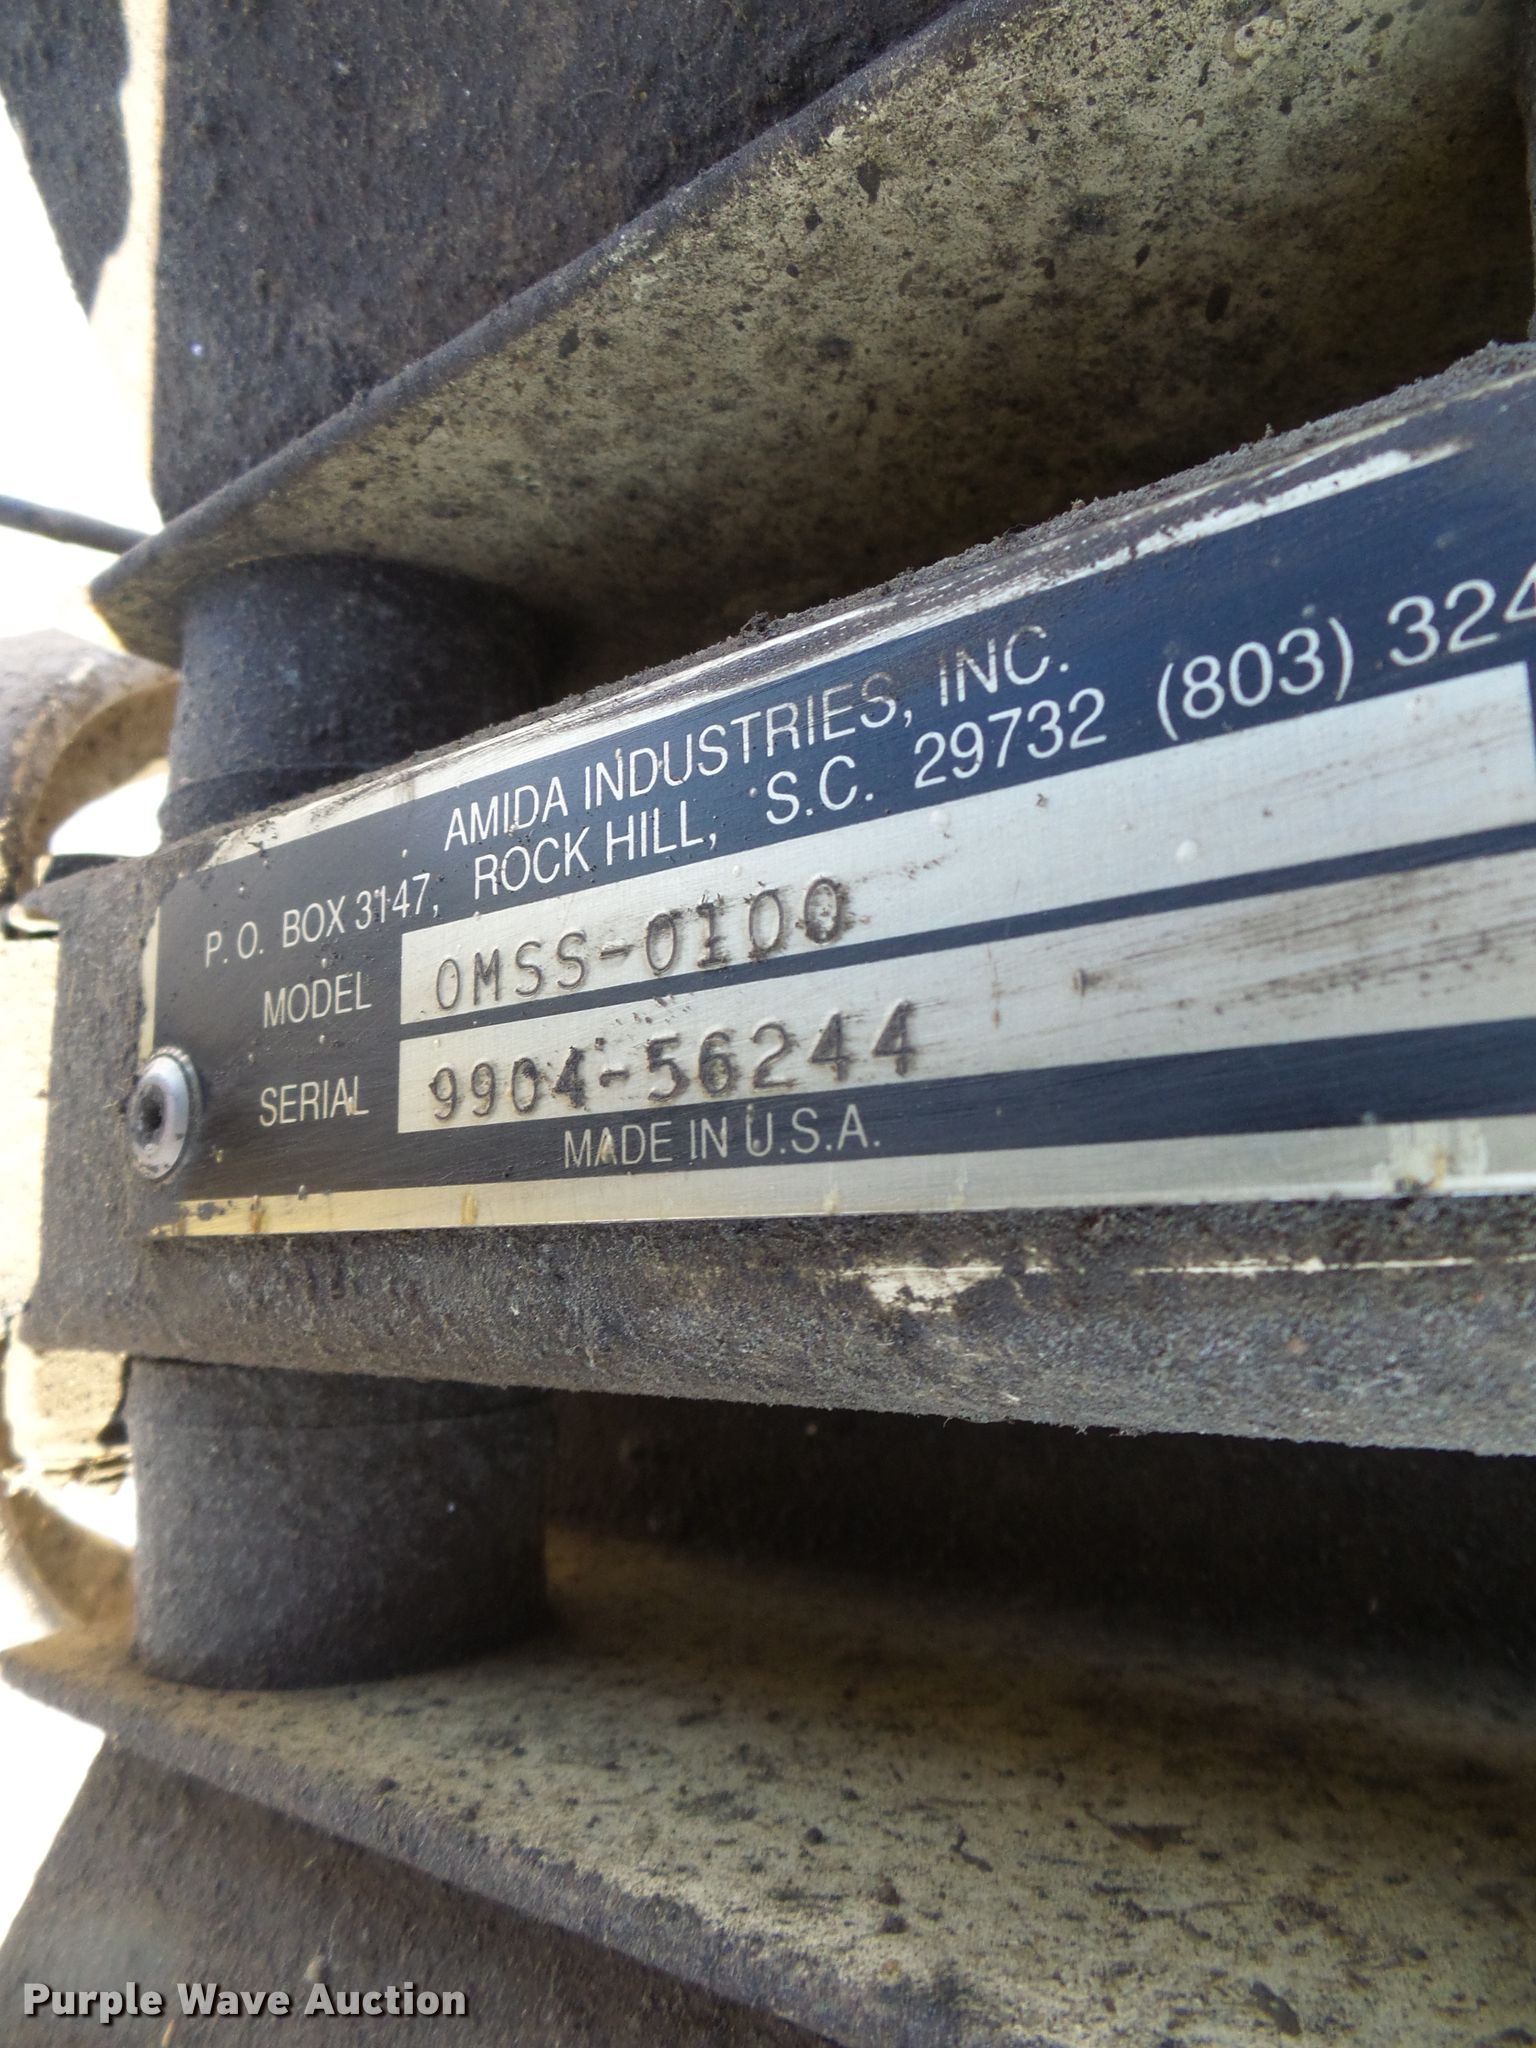 AMIDA INDUSTRIES, INC.
P.O. BOX 3147, ROCK HILL, S.C. 29732 (803) 324
MODEL 0MSS-0100
SERIAL 9904-56244
MADE IN U.S.A.
Purple Wave Auction